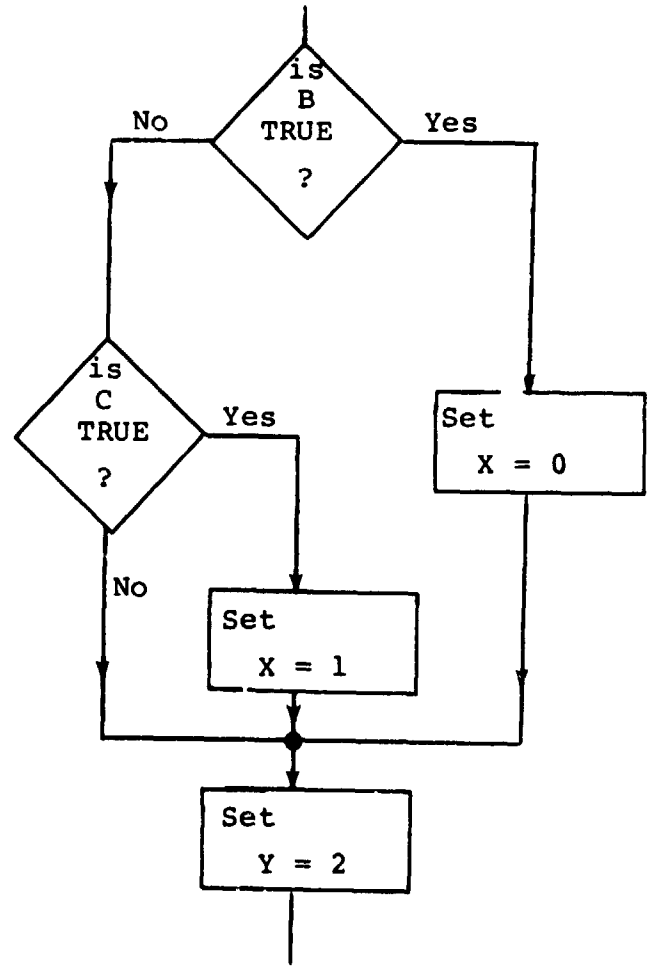 is
B
TRUE
?
No
Yes
is
C
TRUE
?
Yes
No
Set
X = 0
Set
X = 1
Set
Y = 2